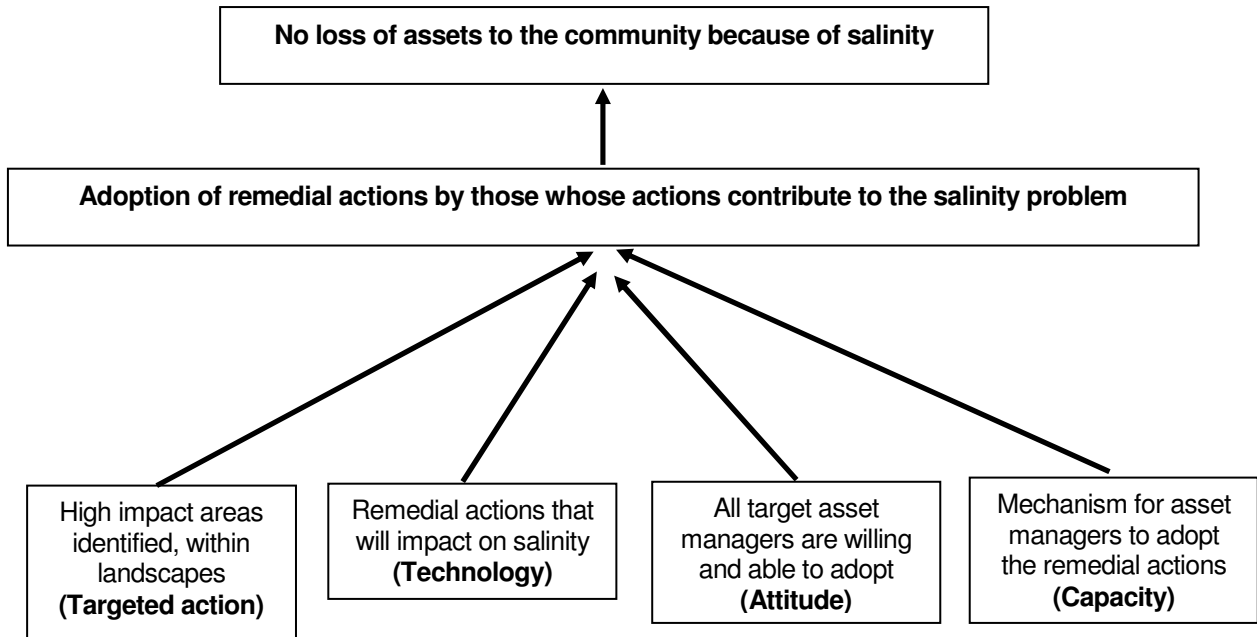 No loss of assets to the community because of salinity
Adoption of remedial actions by those whose actions contribute to the salinity problem
High impact areas
identified, within
landscapes
(Targeted action)
Remedial actions that
will impact on salinity
(Technology)
All target asset
managers are willing
and able to adopt
(Attitude)
Mechanism for asset
managers to adopt
the remedial actions
(Capacity)